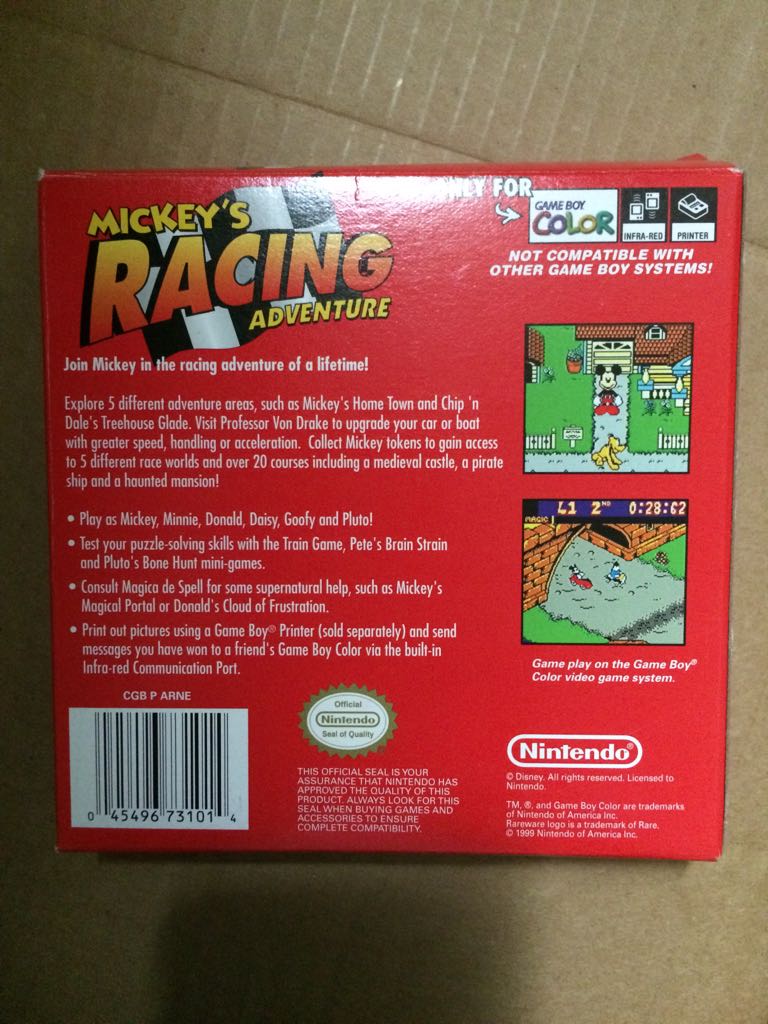 MICKEY'S
RACING
ADVENTURE
ONLY FOR
GAME BOY
COLOR
INFRA-RED
PRINTER
NOT COMPATIBLE WITH
OTHER GAME BOY SYSTEMS!
Join Mickey in the racing adventure of a lifetime!
Explore 5 different adventure areas, such as Mickey's Home Town and Chip 'n
Dale's Treehouse Glade. Visit Professor Von Drake to upgrade your car or boat
with greater speed, handling or acceleration. Collect Mickey tokens to gain access
to 5 different race worlds and over 20 courses including a medieval castle, a pirate
ship and a haunted mansion!
• Play as Mickey, Minnie, Donald, Daisy, Goofy and Pluto!
• Test your puzzle-solving skills with the Train Game, Pete's Brain Strain
and Pluto's Bone Hunt mini-games.
• Consult Magica de Spell for some supernatural help, such as Mickey's
Magical Portal or Donald's Cloud of Frustration.
• Print out pictures using a Game Boy® Printer (sold separately) and send
messages you have won to a friend's Game Boy Color via the built-in
Infra-red Communication Port.
L1 2ND 0:28:62
MAGIC
Game play on the Game Boy®
Color video game system.
CGB P ARNE
0 45496 73101 4
Official
Nintendo
Seal of Quality
THIS OFFICIAL SEAL IS YOUR
ASSURANCE THAT NINTENDO HAS
APPROVED THE QUALITY OF THIS
PRODUCT. ALWAYS LOOK FOR THIS
SEAL WHEN BUYING GAMES AND
ACCESSORIES TO ENSURE
COMPLETE COMPATIBILITY.
Nintendo®
© Disney. All rights reserved. Licensed to
Nintendo.
TM, ®, and Game Boy Color are trademarks
of Nintendo of America Inc.
Rareware logo is a trademark of Rare.
© 1999 Nintendo of America Inc.